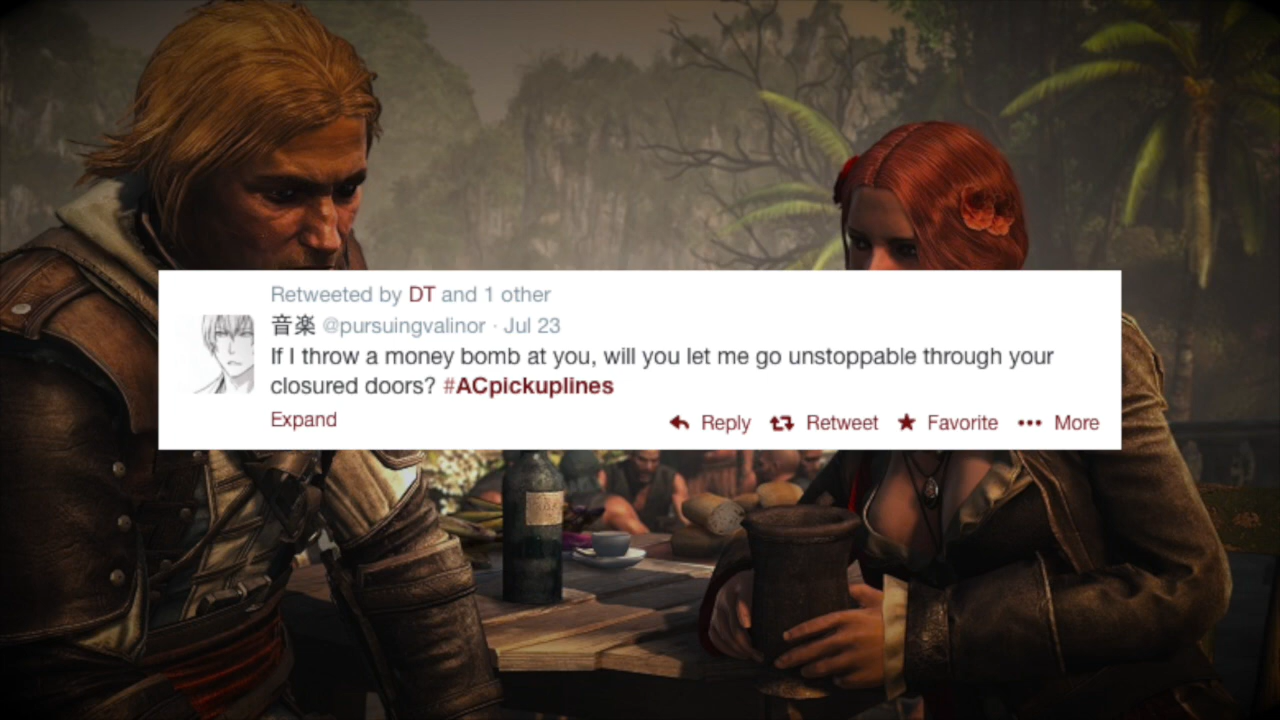 Retweeted by DT and 1 other
音楽 @pursuingvalinor · Jul 23
If I throw a money bomb at you, will you let me go unstoppable through your
closured doors? #ACpickuplines
Expand
Reply Retweet Favorite More